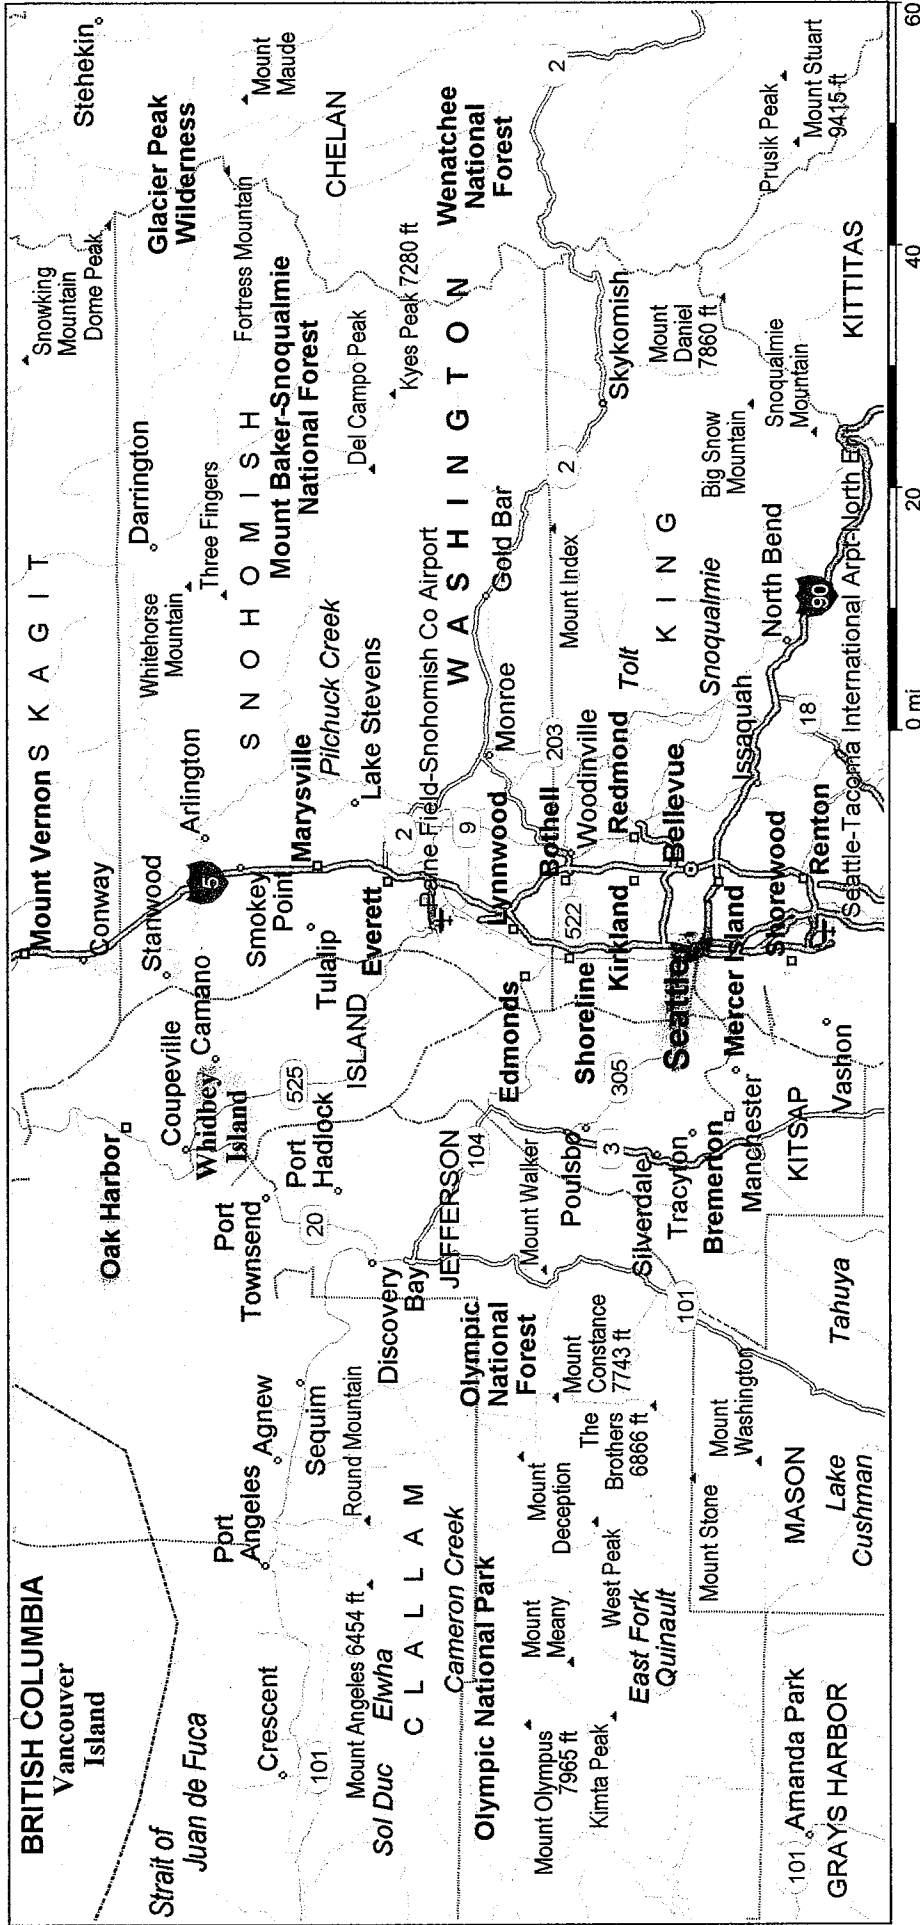 BRITISH COLUMBIA
Vancouver
Island
Strait of
Juan de Fuca
Crescent
101
Port
Angeles
Agnew
Sequim
Round Mountain
Mount Angeles 6454 ft
Sol Duc
Elwha
C L A L L A M
Cameron Creek
Olympic National Park
Mount Olympus
7965 ft
Kimta Peak
Mount
Meany
West Peak
East Fork
Quinault
Mount
Deception
The
Brothers
6866 ft
Mount
Constance
7743 ft
Olympic
National
Forest
Mount Stone
Mount
Washington
MASON
Lake
Cushman
101
Amanda Park
GRAYS HARBOR
Oak Harbor
Coupeville
Whidbey
Island
Camano
Port
Townsend
Port
Hadlock
20
525
ISLAND
Discovery
Bay
JEFFERSON
104
Mount Walker
Poulsbo
305
3
Silverdale
Tracyton
Bremerton
Manchester
101
KITSAP
Vashon
Tahuya
Mount Vernon
S K A G I T
Conway
Stanwood
5
Arlington
Smokey
Point
Marysville
Tulalip
Everett
Pilchuck Creek
Lake Stevens
2
9
Paine Field-Snohomish Co Airport
Lynnwood
Edmonds
Bothell
522
Woodinville
203
Shoreline
Kirkland
Redmond
Seattle
Bellevue
Mercer Island
Issaquah
Shorewood
Renton
18
Seattle-Tacoma International Arpt-North Ent
Snowking
Mountain
Dome Peak
Stehekin
Darrington
Glacier Peak
Wilderness
Whitehorse
Mountain
Three Fingers
S N O H O M I S H
Fortress Mountain
Mount
Maude
Mount Baker-Snoqualmie
National Forest
CHELAN
Del Campo Peak
Kyes Peak 7280 ft
W A S H I N G T O N
Wenatchee
National
Forest
Monroe
Gold Bar
2
2
Mount Index
Skykomish
Tolt
K I N G
Mount
Daniel
7860 ft
Snoqualmie
Big Snow
Mountain
Snoqualmie
Mountain
North Bend
90
Prusik Peak
Mount Stuart
9415 ft
KITTITAS
0 mi
20
40
60